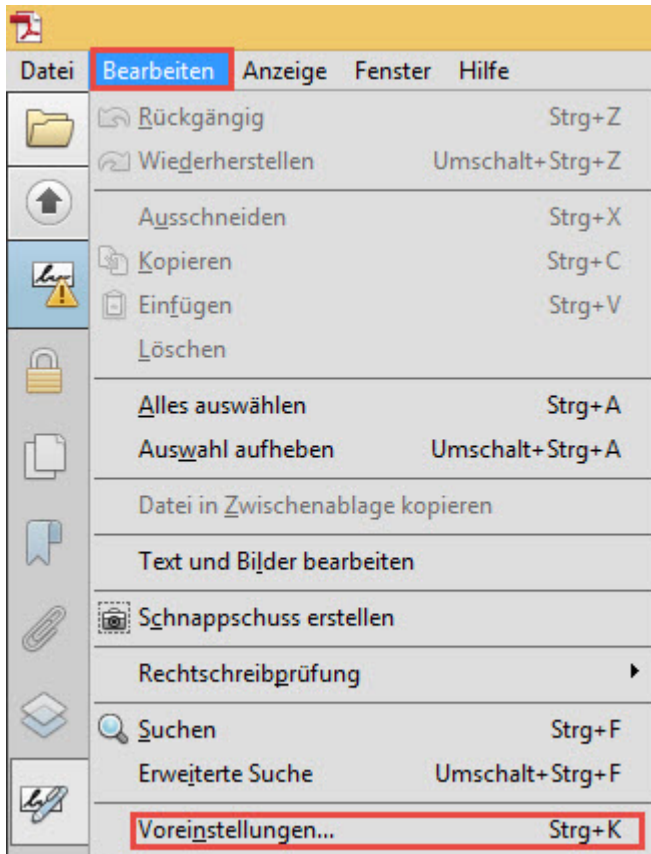 Datei Bearbeiten Anzeige Fenster Hilfe
Rückgängig Strg+Z
Wiederherstellen Umschalt+Strg+Z
Ausschneiden Strg+X
Kopieren Strg+C
Einfügen Strg+V
Löschen
Alles auswählen Strg+A
Auswahl aufheben Umschalt+Strg+A
Datei in Zwischenablage kopieren
Text und Bilder bearbeiten
Schnappschuss erstellen
Rechtschreibprüfung
Suchen Strg+F
Erweiterte Suche Umschalt+Strg+F
Voreinstellungen... Strg+K